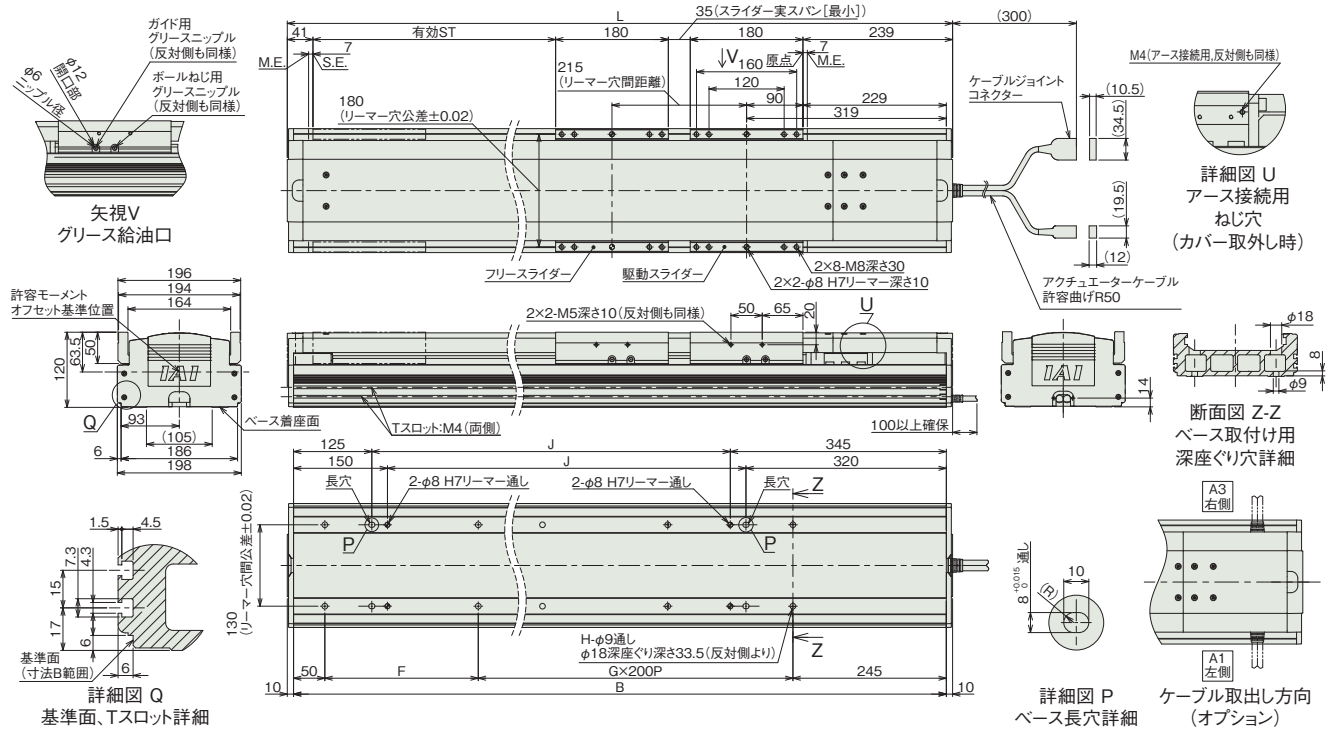 L
35(スライダー実スパン[最小])
(300)
41
有効ST
180
180
239
7
M.E.
S.E.
↓V
160
原点
7
M.E.
215
(リーマー穴間距離)
120
90
229
319
180
(リーマー穴公差±0.02)
ガイド用
グリースニップル
(反対側も同様)
φ12
開口部
φ6
ニップル径
ボールねじ用
グリースニップル
(反対側も同様)
矢視V
グリース給油口
ケーブルジョイント
コネクター
(10.5)
(34.5)
(19.5)
(12)
M4(アース接続用,反対側も同様)
詳細図 U
アース接続用
ねじ穴
(カバー取外し時)
フリースライダー
駆動スライダー
2×8-M8深さ30
2×2-φ8 H7リーマー深さ10
アクチュエーターケーブル
許容曲げR50
196
194
164
許容モーメント
オフセット基準位置
120
63.5
50
IAI
Q
93
(105)
ベース着座面
6
186
198
2×2-M5深さ10(反対側も同様)
50
65
20
U
Tスロット:M4(両側)
100以上確保
IAI
14
φ18
8
φ9
断面図 Z-Z
ベース取付け用
深座ぐり穴詳細
125
J
345
150
J
320
長穴
2-φ8 H7リーマー通し
2-φ8 H7リーマー通し
長穴
Z
P
P
130
(リーマー穴間公差±0.02)
H-φ9通し
φ18深座ぐり深さ33.5(反対側より)
Z
50
F
G×200P
245
10
B
10
1.5
4.5
7.3
4.3
15
17
6
6
基準面
(寸法B範囲)
詳細図 Q
基準面、Tスロット詳細
8 +0.015 0 通し
10
(R)
詳細図 P
ベース長穴詳細
A3
右側
A1
左側
ケーブル取出し方向
(オプション)